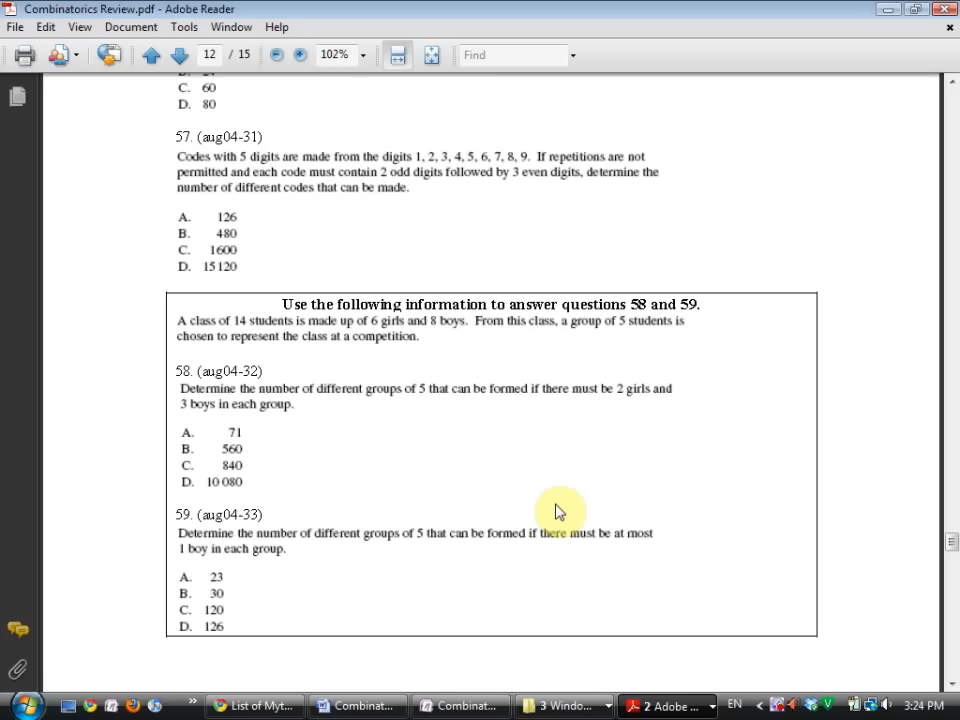 Combinatorics Review.pdf - Adobe Reader
File Edit View Document Tools Window Help
12 / 15 102% Find
C. 60
D. 80
57. (aug04-31)
Codes with 5 digits are made from the digits 1, 2, 3, 4, 5, 6, 7, 8, 9. If repetitions are not
permitted and each code must contain 2 odd digits followed by 3 even digits, determine the
number of different codes that can be made.
A. 126
B. 480
C. 1600
D. 15 120
Use the following information to answer questions 58 and 59.
A class of 14 students is made up of 6 girls and 8 boys. From this class, a group of 5 students is
chosen to represent the class at a competition.
58. (aug04-32)
Determine the number of different groups of 5 that can be formed if there must be 2 girls and
3 boys in each group.
A. 71
B. 560
C. 840
D. 10 080
59. (aug04-33)
Determine the number of different groups of 5 that can be formed if there must be at most
1 boy in each group.
A. 23
B. 30
C. 120
D. 126
List of Myt... Combinat... Combinat... 3 Windo... 2 Adobe ... EN 3:24 PM